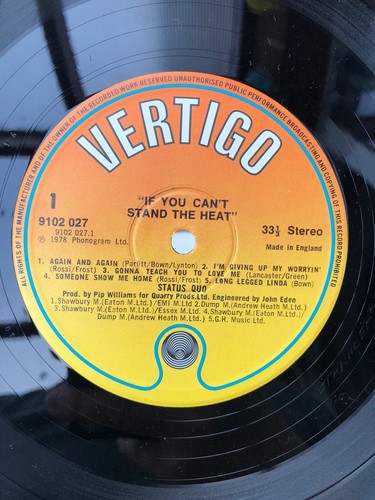 ALL RIGHTS OF THE MANUFACTURER AND OF THE OWNER OF THE RECORDED WORK RESERVED UNAUTHORISED PUBLIC PERFORMANCE BROADCASTING AND COPYING OF THIS RECORD PROHIBITED
VERTIGO
1
"IF YOU CAN'T
STAND THE HEAT"
9102 027
9102 027.1
℗ 1978 Phonogram Ltd.
33⅓ Stereo
Made in England
1. AGAIN AND AGAIN (Parfitt/Bown/Lynton) 2. I'M GIVING UP MY WORRYIN'
(Rossi/Frost) 3. GONNA TEACH YOU TO LOVE ME (Lancaster/Green)
4. SOMEONE SHOW ME HOME (Rossi/Frost) 5. LONG LEGGED LINDA (Bown)
STATUS QUO
Prod. by Pip Williams for Quarry Prods.Ltd. Engineered by John Eden
1.Shawbury M.(Eaton M.Ltd.)/EMI M.Ltd 2.Dump M.(Andrew Heath M.Ltd.)
3.Shawbury M.(Eaton M.Ltd.)/Essex M.Ltd. 4.Shawbury M.(Eaton M.Ltd.)/
Dump M.(Andrew Heath M.Ltd.) 5.G.H. Music Ltd.